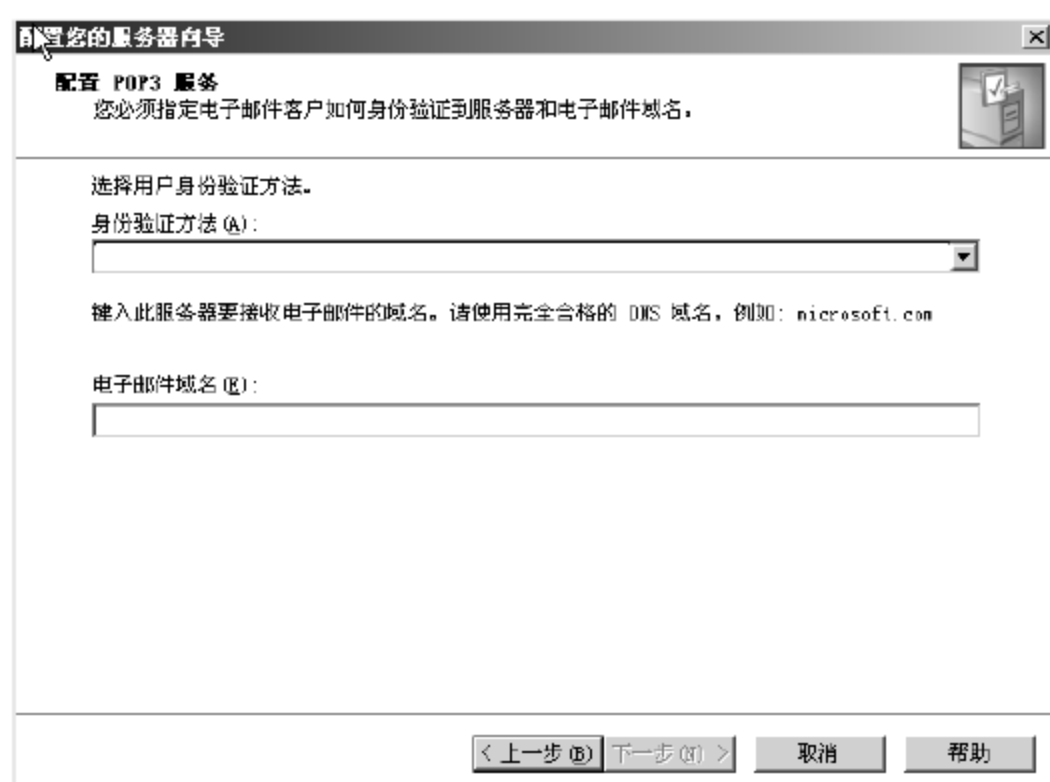 配置您的服务器向导
配置 POP3 服务
您必须指定电子邮件客户如何身份验证到服务器和电子邮件域名。
选择用户身份验证方法。
身份验证方法(A):
键入此服务器要接收电子邮件的域名。请使用完全合格的 DNS 域名，例如: microsoft.com
电子邮件域名(E):
< 上一步(B) 下一步(N) > 取消 帮助